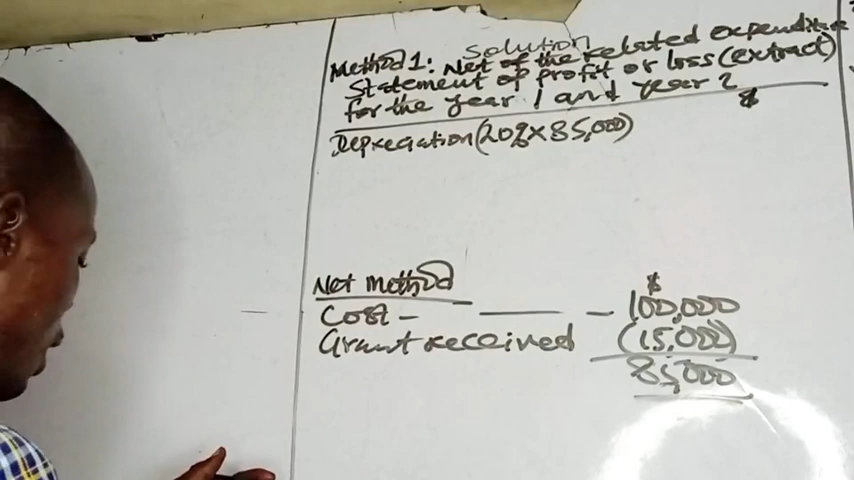 Solution
Method 1: Net of the related expenditure
Statement of profit or loss (extract)
for the year 1 and year 2
$
Depreciation (20% x 85,000)
Net method
$
Cost - — - 100,000
Grant received (15,000)
85,000